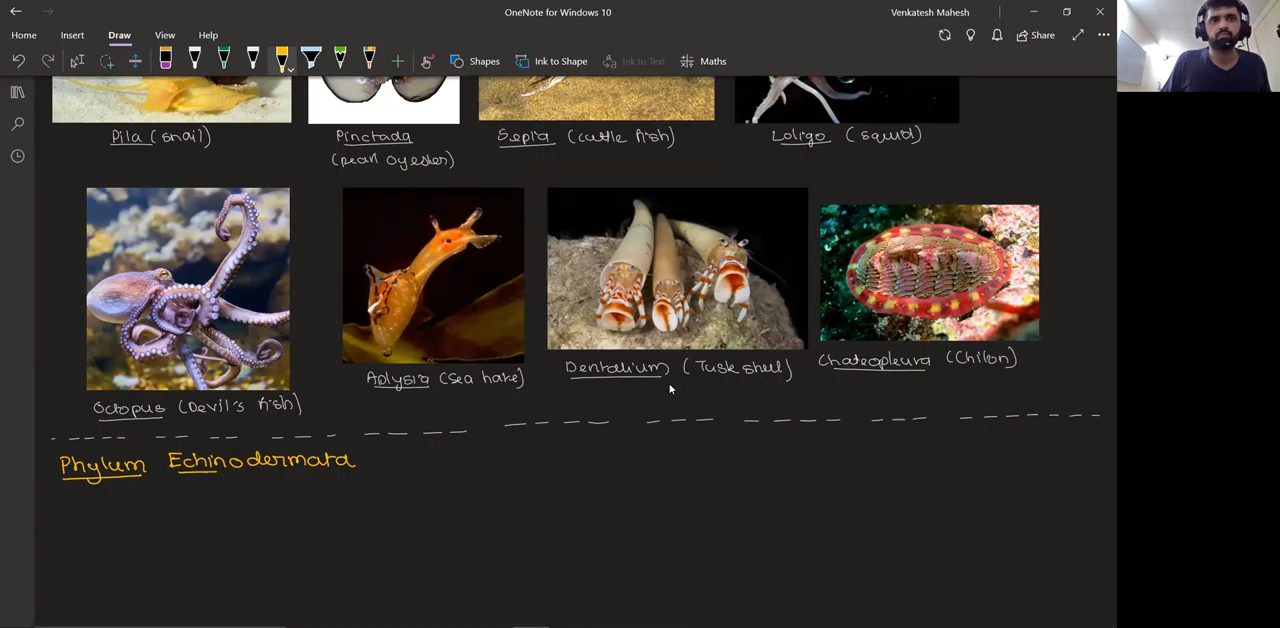 OneNote for Windows 10
Venkatesh Mahesh
Home Insert Draw View Help
Share
Shapes
Ink to Shape
Ink to Text
Maths
Pila (snail)
Pinctada
(pearl oyester)
Sepia (cuttle fish)
Loligo (squid)
Octopus (Devil's fish)
Aplysia (Sea hare)
Dentalium (Tusk shell)
Chateopleura (Chiton)
Phylum Echinodermata